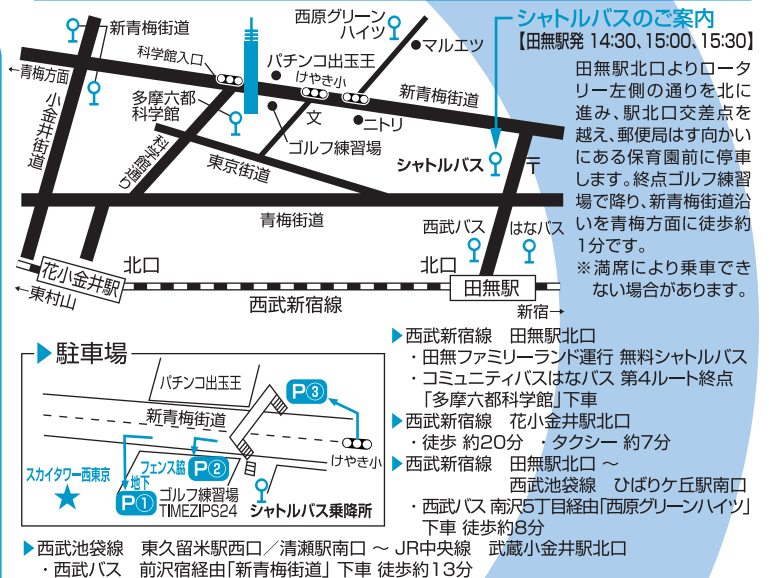 新青梅街道
西原グリーン
ハイツ
マルエツ
科学館入口
パチンコ出玉王
けやき小
←青梅方面
小金井街道
多摩六都
科学館
新青梅街道
文
ニトリ
ゴルフ練習場
科学館通り
東京街道
シャトルバス
〒
青梅街道
西武バス
はなバス
北口
北口
花小金井駅
田無駅
←東村山
西武新宿線
新宿→
シャトルバスのご案内
【田無駅発 14:30、15:00、15:30】
田無駅北口よりロータ
リー左側の通りを北に
進み、駅北口交差点を
越え、郵便局はす向かい
にある保育園前に停車
します。終点ゴルフ練習
場で降り、新青梅街道沿
いを青梅方面に徒歩約
1分です。
※満席により乗車でき
ない場合があります。
▶駐車場
パチンコ出玉王
P③
新青梅街道
けやき小
フェンス脇 P②
スカイタワー西東京
地下
P①
ゴルフ練習場
TIMEZIPS24
シャトルバス乗降所
▶西武新宿線 田無駅北口
・田無ファミリーランド運行 無料シャトルバス
・コミュニティバスはなバス 第4ルート終点
「多摩六都科学館」下車
▶西武新宿線 花小金井駅北口
・徒歩 約20分 ・タクシー 約7分
▶西武新宿線 田無駅北口 ～
西武池袋線 ひばりケ丘駅南口
・西武バス 南沢5丁目経由「西原グリーンハイツ」
下車 徒歩約8分
▶西武池袋線 東久留米駅西口／清瀬駅南口 ～ JR中央線 武蔵小金井駅北口
・西武バス 前沢宿経由「新青梅街道」 下車 徒歩約13分